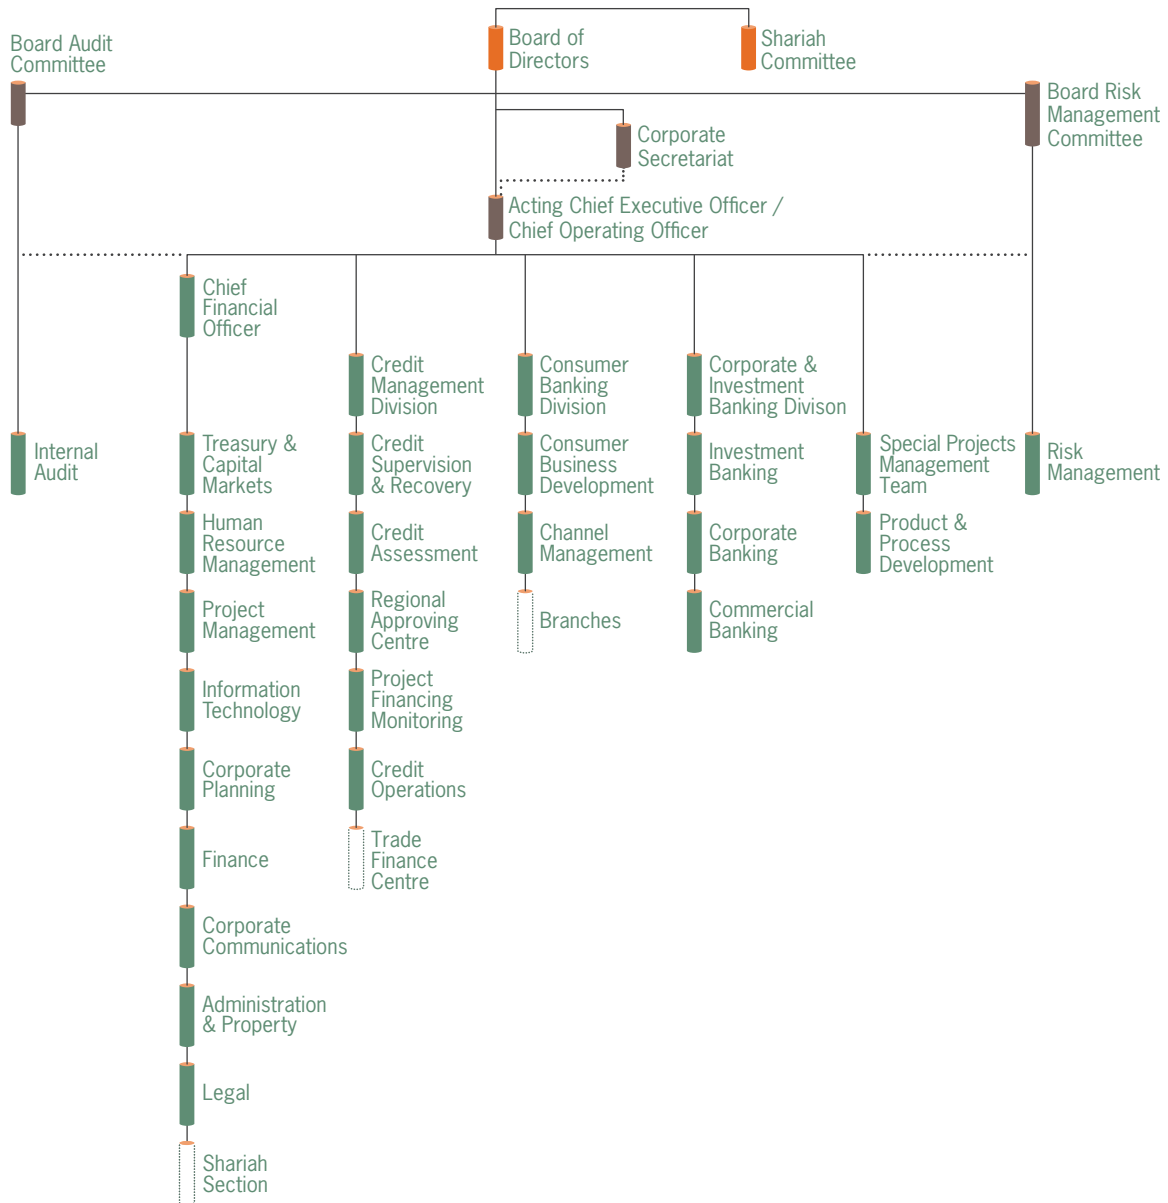 Board of
Directors
Shariah
Committee
Board Audit
Committee
Board Risk
Management
Committee
Corporate
Secretariat
Acting Chief Executive Officer /
Chief Operating Officer
Chief
Financial
Officer
Credit
Management
Division
Consumer
Banking
Division
Corporate &
Investment
Banking Divison
Internal
Audit
Treasury &
Capital
Markets
Credit
Supervision
& Recovery
Consumer
Business
Development
Investment
Banking
Special Projects
Management
Team
Risk
Management
Human
Resource
Management
Credit
Assessment
Channel
Management
Corporate
Banking
Product &
Process
Development
Project
Management
Regional
Approving
Centre
Branches
Commercial
Banking
Information
Technology
Project
Financing
Monitoring
Corporate
Planning
Credit
Operations
Finance
Trade
Finance
Centre
Corporate
Communications
Administration
& Property
Legal
Shariah
Section